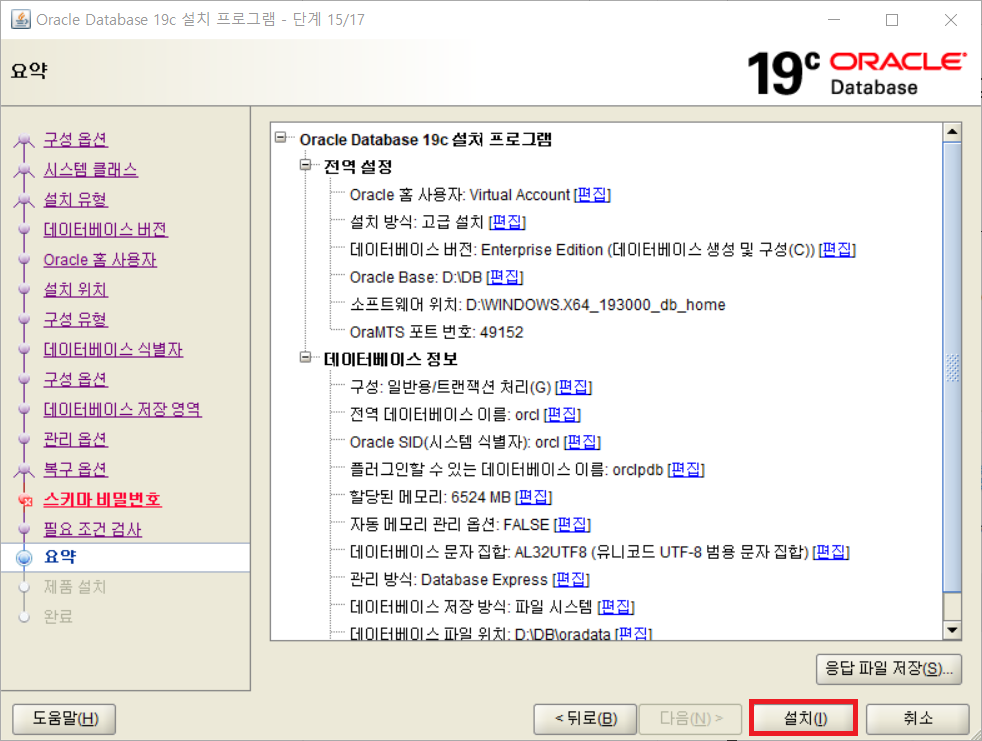 Oracle Database 19c 설치 프로그램 - 단계 15/17
요약
19c ORACLE
Database
구성 옵션
시스템 클래스
설치 유형
데이터베이스 버전
Oracle 홈 사용자
설치 위치
구성 유형
데이터베이스 식별자
구성 옵션
데이터베이스 저장 영역
관리 옵션
복구 옵션
스키마 비밀번호
필요 조건 검사
요약
제품 설치
완료
Oracle Database 19c 설치 프로그램
전역 설정
Oracle 홈 사용자: Virtual Account [편집]
설치 방식: 고급 설치 [편집]
데이터베이스 버전: Enterprise Edition (데이터베이스 생성 및 구성(C)) [편집]
Oracle Base: D:\DB [편집]
소프트웨어 위치: D:\WINDOWS.X64_193000_db_home
OraMTS 포트 번호: 49152
데이터베이스 정보
구성: 일반용/트랜잭션 처리(G) [편집]
전역 데이터베이스 이름: orcl [편집]
Oracle SID(시스템 식별자): orcl [편집]
플러그인할 수 있는 데이터베이스 이름: orclpdb [편집]
할당된 메모리: 6524 MB [편집]
자동 메모리 관리 옵션: FALSE [편집]
데이터베이스 문자 집합: AL32UTF8 (유니코드 UTF-8 범용 문자 집합) [편집]
관리 방식: Database Express [편집]
데이터베이스 저장 방식: 파일 시스템 [편집]
데이터베이스 파일 위치: D:\DB\oradata [편집]
응답 파일 저장(S)...
도움말(H)
< 뒤로(B)
다음(N) >
설치(I)
취소